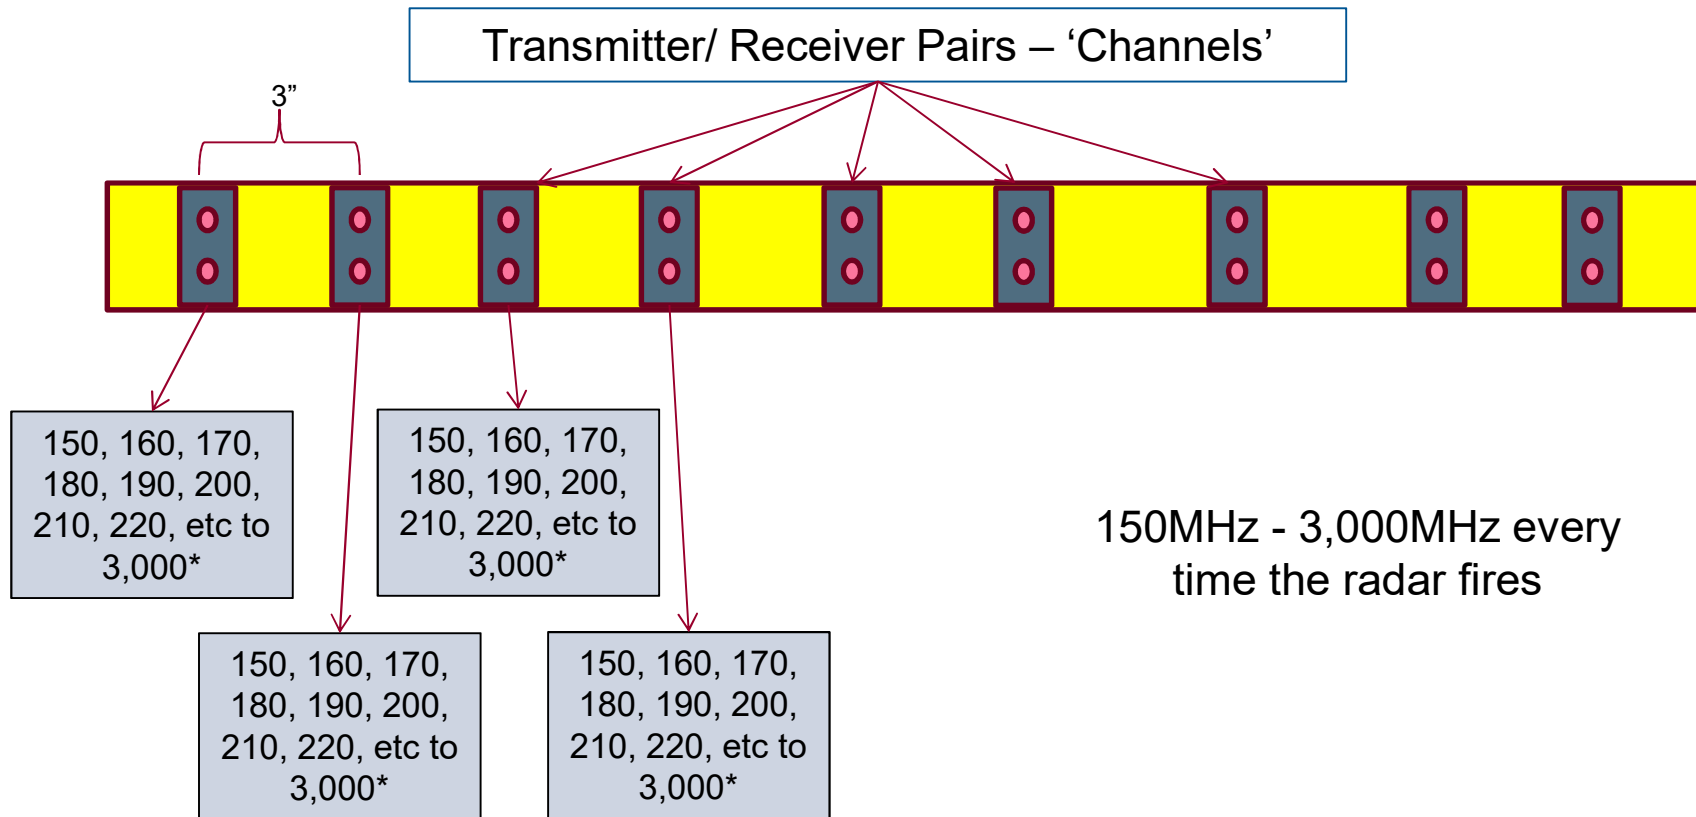 Transmitter/ Receiver Pairs – ‘Channels’
3”
150, 160, 170,
180, 190, 200,
210, 220, etc to
3,000*
150, 160, 170,
180, 190, 200,
210, 220, etc to
3,000*
150MHz - 3,000MHz every
time the radar fires
150, 160, 170,
180, 190, 200,
210, 220, etc to
3,000*
150, 160, 170,
180, 190, 200,
210, 220, etc to
3,000*